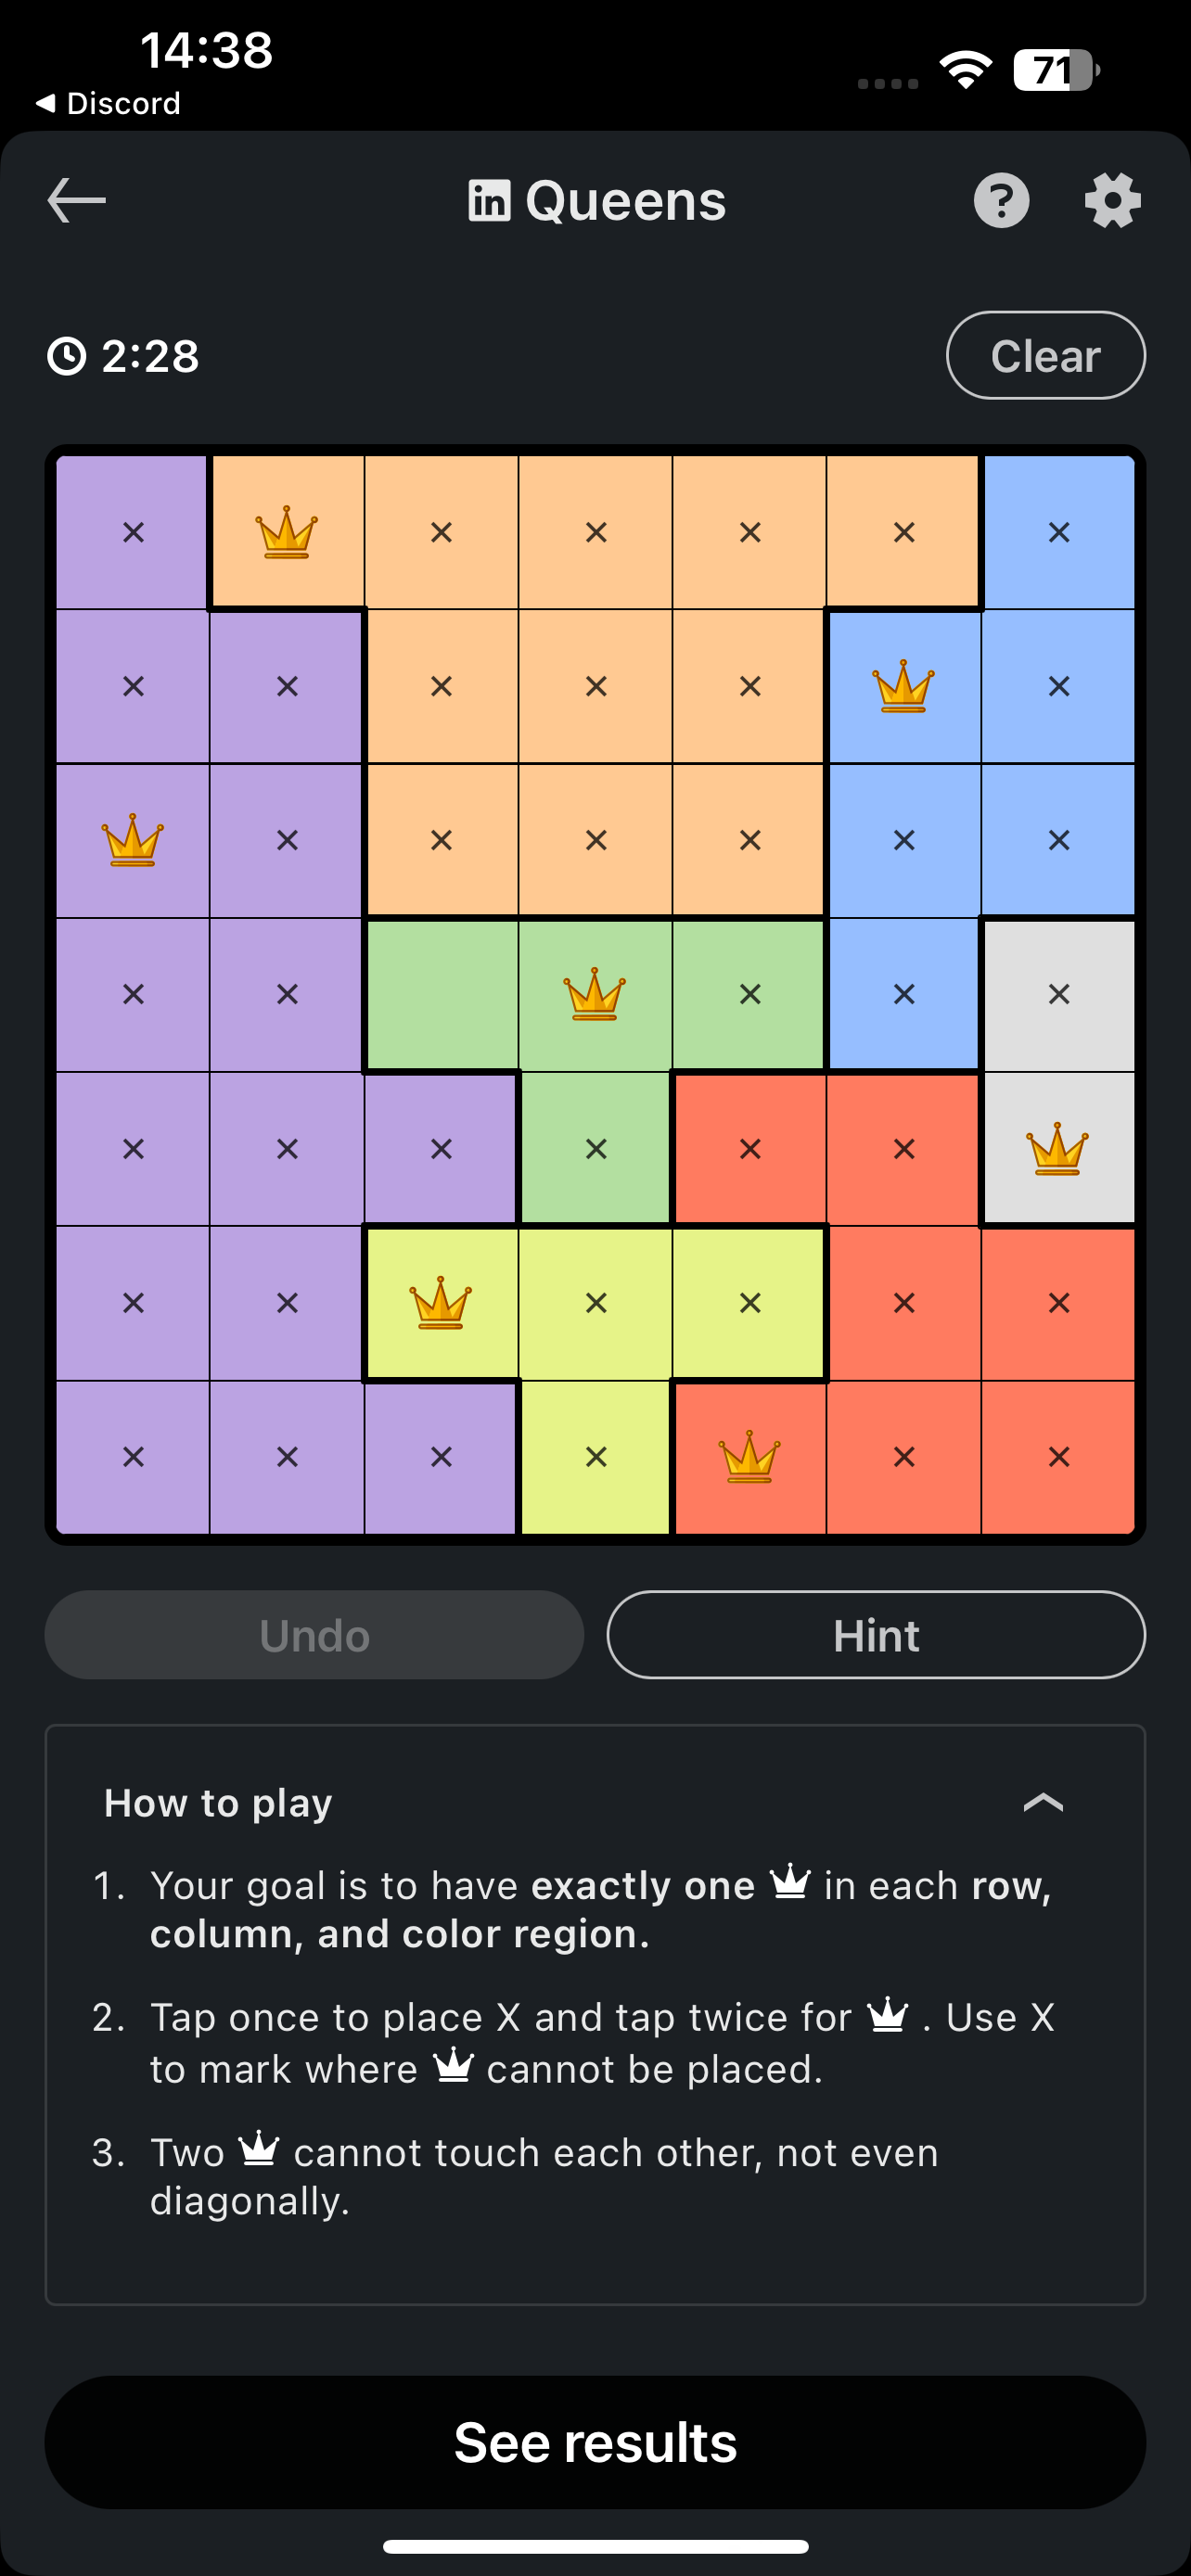 14:38
71
◀ Discord
in Queens
?
2:28
Clear
Undo
Hint
How to play
1. Your goal is to have exactly one in each row,
column, and color region.
2. Tap once to place X and tap twice for . Use X
to mark where cannot be placed.
3. Two cannot touch each other, not even
diagonally.
See results